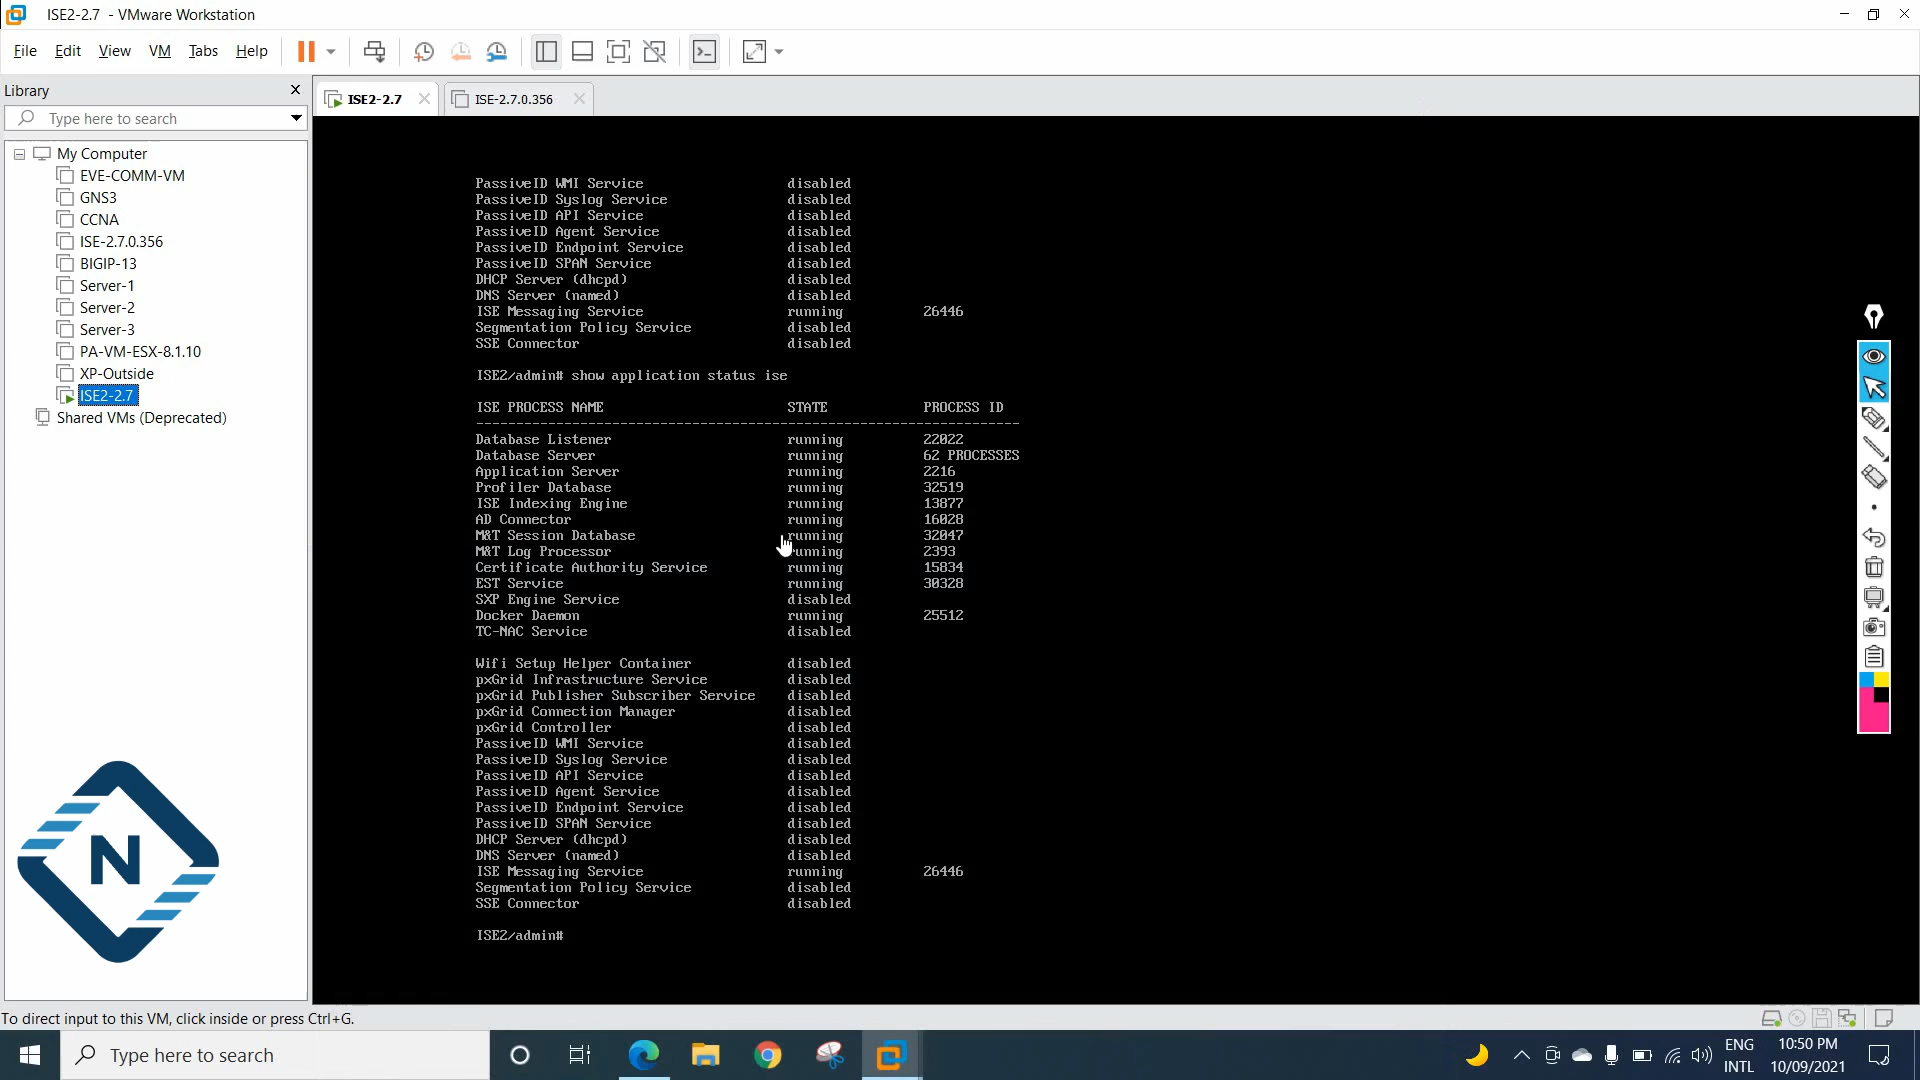 ISE2-2.7 - VMware Workstation
File Edit View VM Tabs Help
Library
Type here to search
My Computer
EVE-COMM-VM
GNS3
CCNA
ISE-2.7.0.356
BIGIP-13
Server-1
Server-2
Server-3
PA-VM-ESX-8.1.10
XP-Outside
ISE2-2.7
Shared VMs (Deprecated)
N
ISE2-2.7
ISE-2.7.0.356
PassiveID WMI Service disabled
PassiveID Syslog Service disabled
PassiveID API Service disabled
PassiveID Agent Service disabled
PassiveID Endpoint Service disabled
PassiveID SPAN Service disabled
DHCP Server (dhcpd) disabled
DNS Server (named) disabled
ISE Messaging Service running 26446
Segmentation Policy Service disabled
SSE Connector disabled
ISE2/admin# show application status ise
ISE PROCESS NAME STATE PROCESS ID
--------------------------------------------------------------------
Database Listener running 22022
Database Server running 62 PROCESSES
Application Server running 2216
Profiler Database running 32519
ISE Indexing Engine running 13877
AD Connector running 16028
M&T Session Database running 32047
M&T Log Processor running 2393
Certificate Authority Service running 15834
EST Service running 30328
SXP Engine Service disabled
Docker Daemon running 25512
TC-NAC Service disabled
Wifi Setup Helper Container disabled
pxGrid Infrastructure Service disabled
pxGrid Publisher Subscriber Service disabled
pxGrid Connection Manager disabled
pxGrid Controller disabled
PassiveID WMI Service disabled
PassiveID Syslog Service disabled
PassiveID API Service disabled
PassiveID Agent Service disabled
PassiveID Endpoint Service disabled
PassiveID SPAN Service disabled
DHCP Server (dhcpd) disabled
DNS Server (named) disabled
ISE Messaging Service running 26446
Segmentation Policy Service disabled
SSE Connector disabled
ISE2/admin#
To direct input to this VM, click inside or press Ctrl+G.
Type here to search
ENG
INTL
10:50 PM
10/09/2021